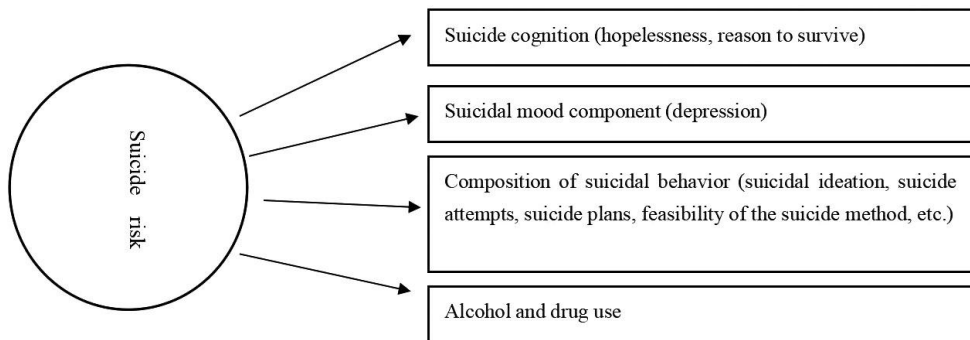 Suicide risk
Suicide cognition (hopelessness, reason to survive)
Suicidal mood component (depression)
Composition of suicidal behavior (suicidal ideation, suicide
attempts, suicide plans, feasibility of the suicide method, etc.)
Alcohol and drug use